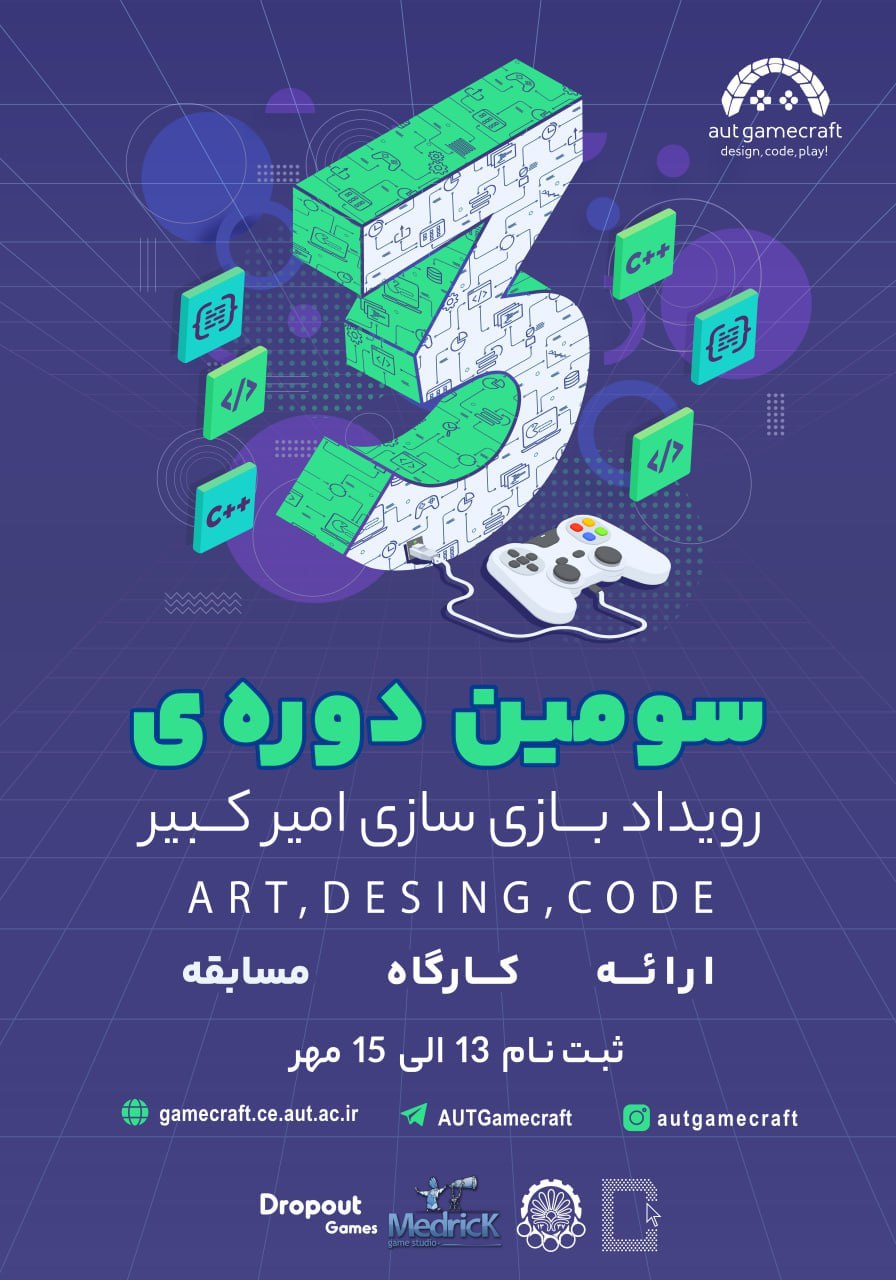 aut gamecraft
design, code, play!
C++
</>
</>
C++
سومین دوره ی
رویداد بازی سازی امیر کبیر
ART,DESING,CODE
ارائه کارگاه مسابقه
ثبت نام 13 الی 15 مهر
gamecraft.ce.aut.ac.ir AUTGamecraft autgamecraft
Dropout
Games
MedricK
game studio